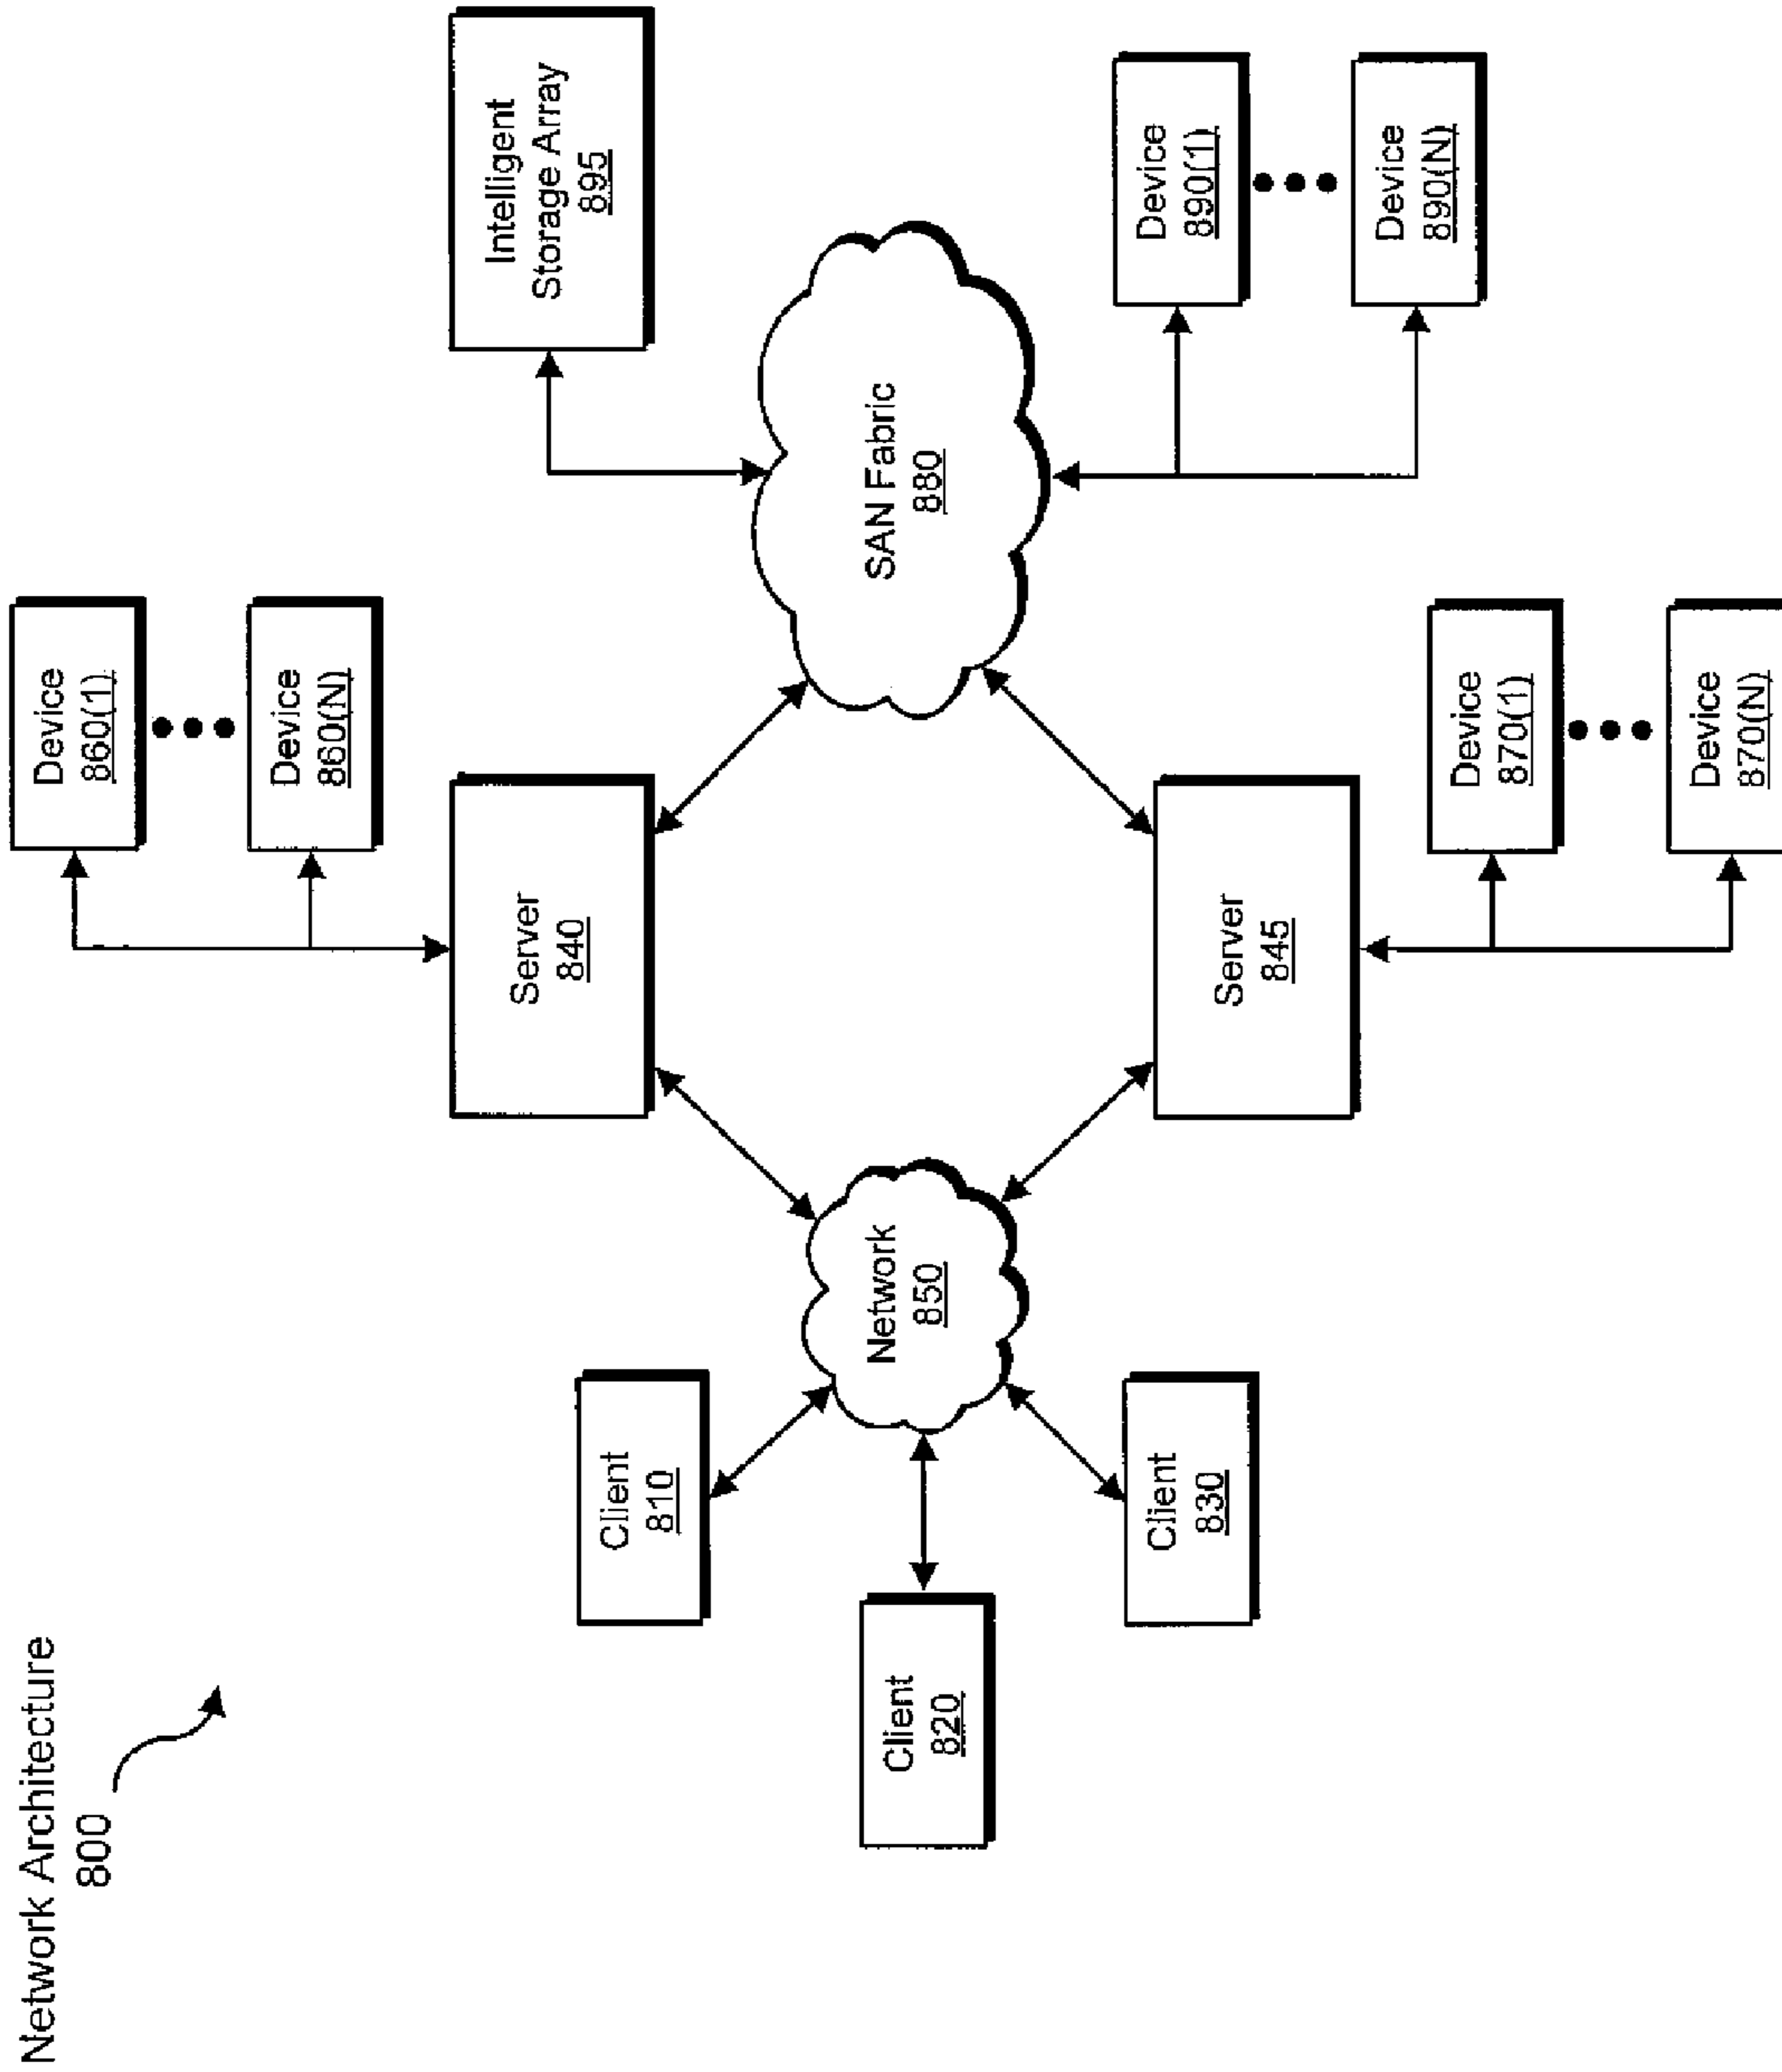 Network Architecture
800
Device
860(1)
Device
860(N)
Intelligent
Storage Array
895
Server
840
Client
810
Client
820
Network
850
SAN Fabric
880
Client
830
Server
845
Device
890(1)
Device
890(N)
Device
870(1)
Device
870(N)